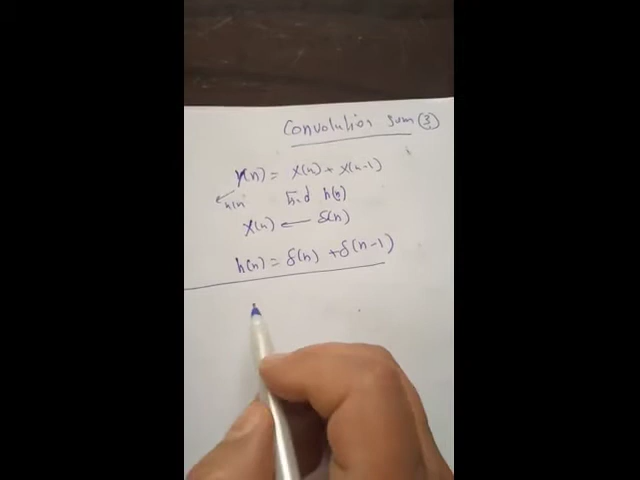 Convolution sum ③
y(n) = x(n) + x(n-1)
h(n) find h(n)
x(n) ← δ(n)
h(n) = δ(n) + δ(n-1)